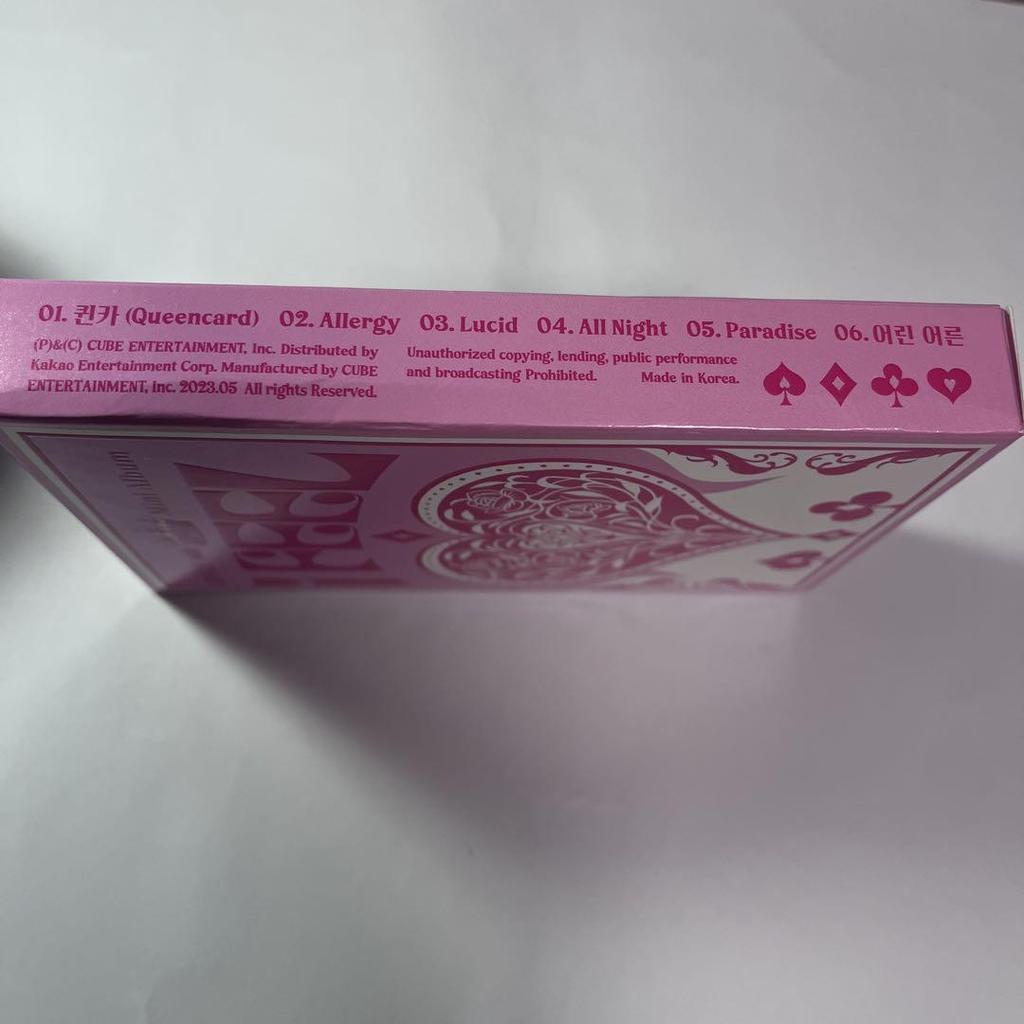 01. 퀸카 (Queencard) 02. Allergy 03. Lucid 04. All Night 05. Paradise 06. 어린 어른
(P)&(C) CUBE ENTERTAINMENT, Inc. Distributed by
Kakao Entertainment Corp. Manufactured by CUBE
ENTERTAINMENT, Inc. 2023.05 All rights Reserved.
Unauthorized copying, lending, public performance
and broadcasting Prohibited. Made in Korea.
Album